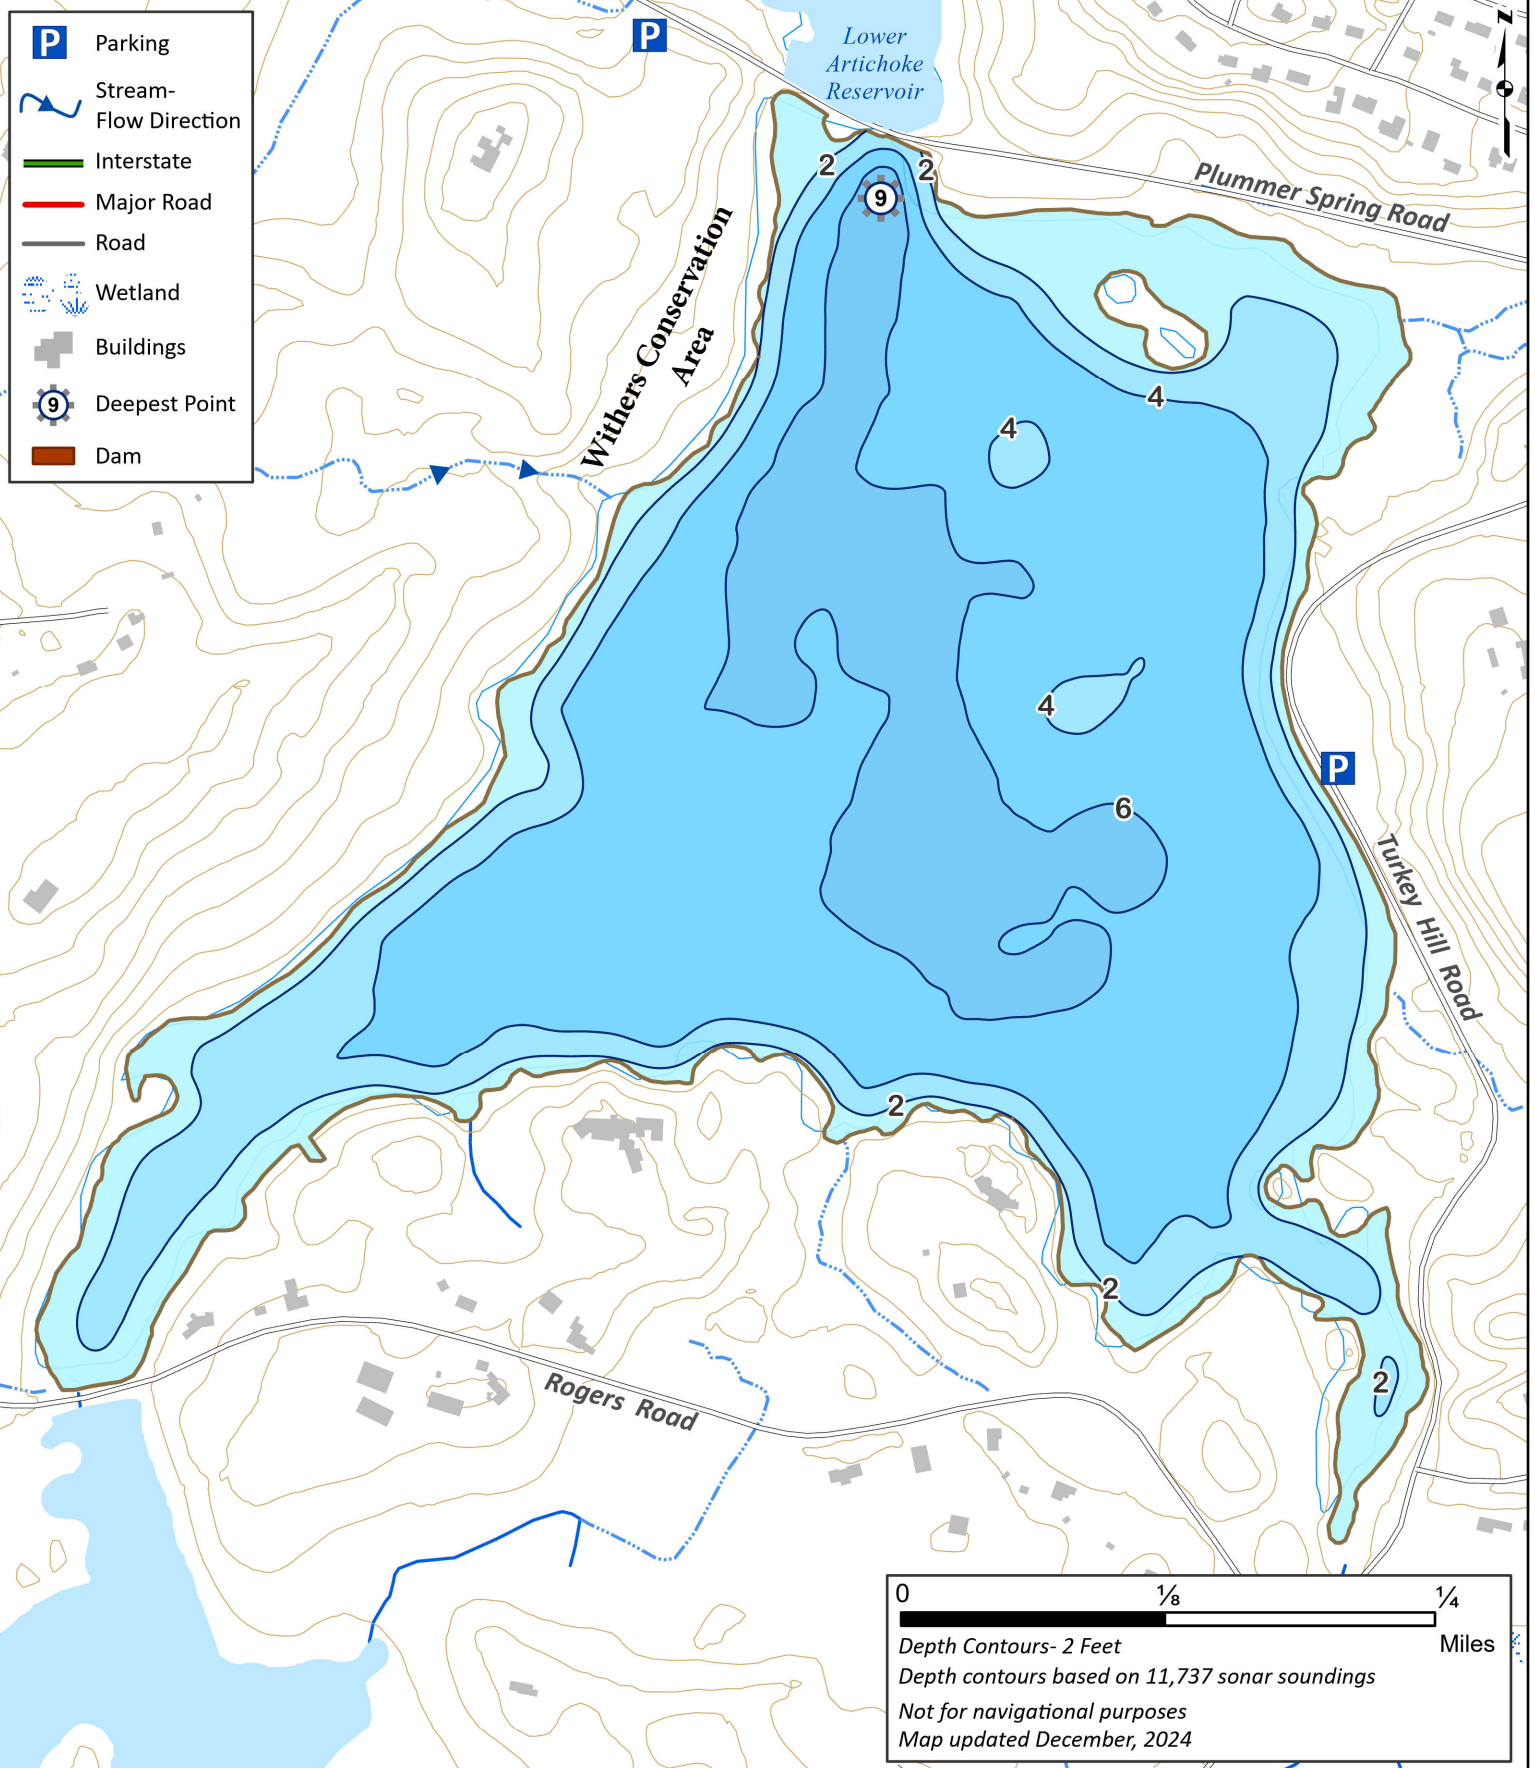 P Parking
Stream-
Flow Direction
Interstate
Major Road
Road
Wetland
Buildings
9 Deepest Point
Dam
P
Lower
Artichoke
Reservoir
N
2
2
9
Plummer Spring Road
Withers Conservation
Area
4
4
4
6
P
Turkey Hill Road
2
2
2
Rogers Road
0 ⅛ ¼
Miles
Depth Contours- 2 Feet
Depth contours based on 11,737 sonar soundings
Not for navigational purposes
Map updated December, 2024